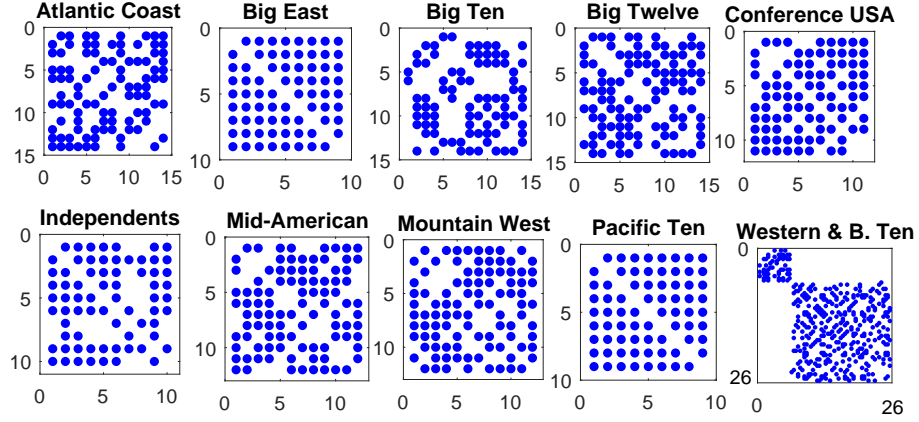 Atlantic Coast
0
5
10
15
0 5 10 15
Big East
0
5
10
0 5 10
Big Ten
0
5
10
15
0 5 10 15
Big Twelve
0
5
10
15
0 5 10 15
Conference USA
0
5
10
0 5 10
Independents
0
5
10
0 5 10
Mid-American
0
5
10
0 5 10
Mountain West
0
5
10
0 5 10
Pacific Ten
0
5
10
0 5 10
Western & B. Ten
0
26
0 26